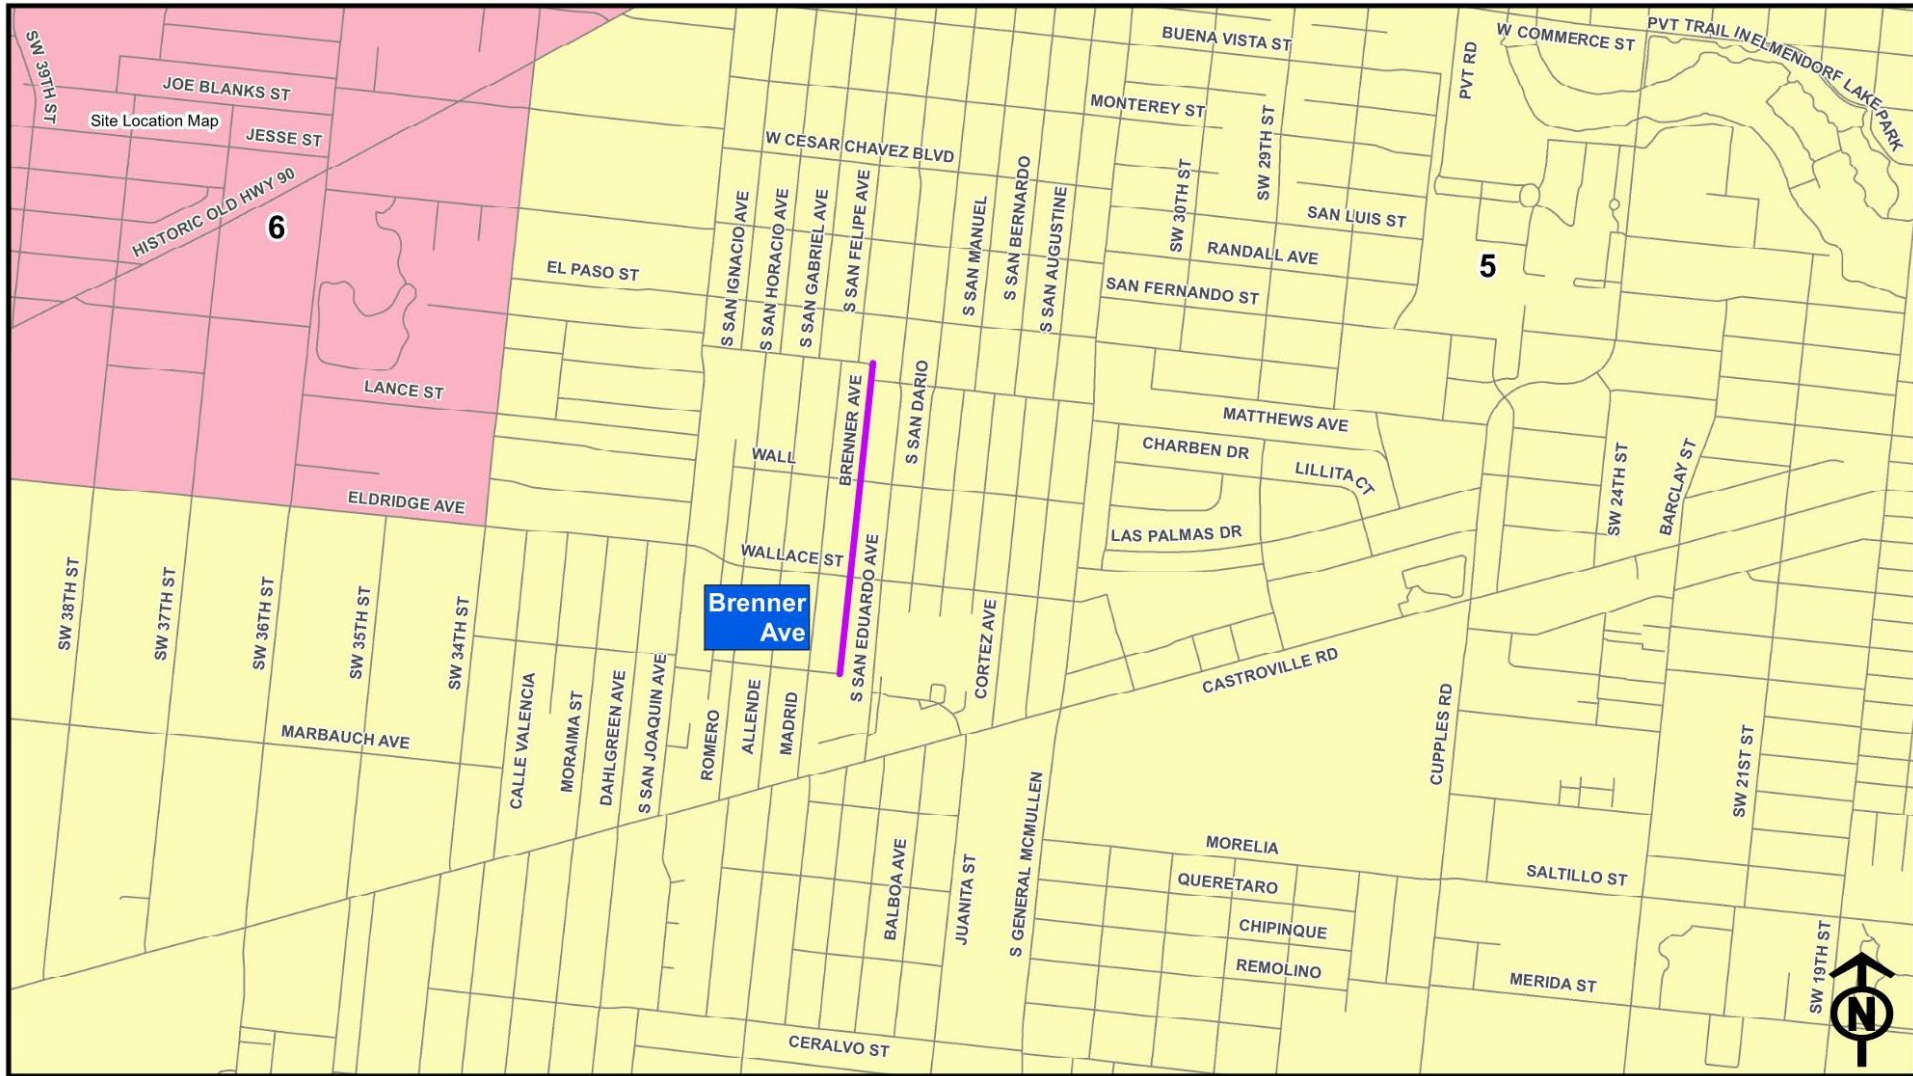 BUENA VISTA ST
W COMMERCE ST
PVT TRAIL IN ELMENDORF LAKE PARK
SW 39TH ST
PVT RD
JOE BLANKS ST
Site Location Map
MONTEREY ST
JESSE ST
W CESAR CHAVEZ BLVD
SW 29TH ST
SW 30TH ST
HISTORIC OLD HWY 90
6
SAN LUIS ST
RANDALL AVE
5
EL PASO ST
SAN FERNANDO ST
S SAN IGNACIO AVE
S SAN HORACIO AVE
S SAN GABRIEL AVE
S SAN FELIPE AVE
S SAN MANUEL
S SAN BERNARDO
S SAN AUGUSTINE
LANCE ST
BRENNER AVE
S SAN DARIO
MATTHEWS AVE
CHARBEN DR
LILLITA CT
WALL
SW 24TH ST
BARCLAY ST
ELDRIDGE AVE
LAS PALMAS DR
WALLACE ST
Brenner
Ave
S SAN EDUARDO AVE
CORTEZ AVE
SW 38TH ST
SW 37TH ST
SW 36TH ST
SW 35TH ST
SW 34TH ST
CASTROVILLE RD
CALLE VALENCIA
MORAIMA ST
DAHLGREEN AVE
S SAN JOAQUIN AVE
ROMERO
ALLENDE
MADRID
MARBAUCH AVE
CUPPLES RD
SW 21ST ST
S GENERAL MCMULLEN
MORELIA
BALBOA AVE
JUANITA ST
QUERETARO
SALTILLO ST
CHIPINQUE
REMOLINO
MERIDA ST
SW 19TH ST
N
CERALVO ST